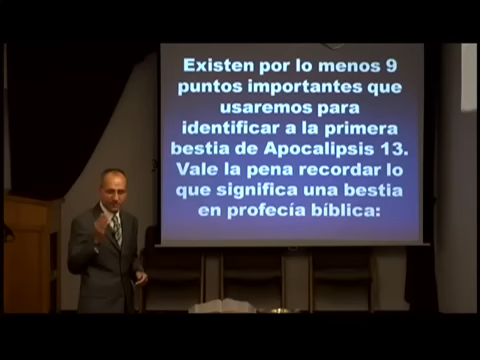 Existen por lo menos 9
puntos importantes que
usaremos para
identificar a la primera
bestia de Apocalipsis 13.
Vale la pena recordar lo
que significa una bestia
en profecía bíblica: